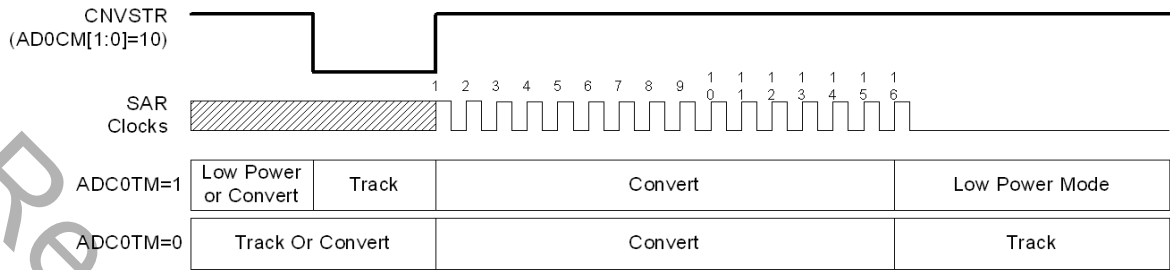 CNVSTR
(AD0CM[1:0]=10)
1 2 3 4 5 6 7 8 9 10 11 12 13 14 15 16
SAR
Clocks
ADC0TM=1
Low Power
or Convert
Track
Convert
Low Power Mode
ADC0TM=0
Track Or Convert
Convert
Track
Re